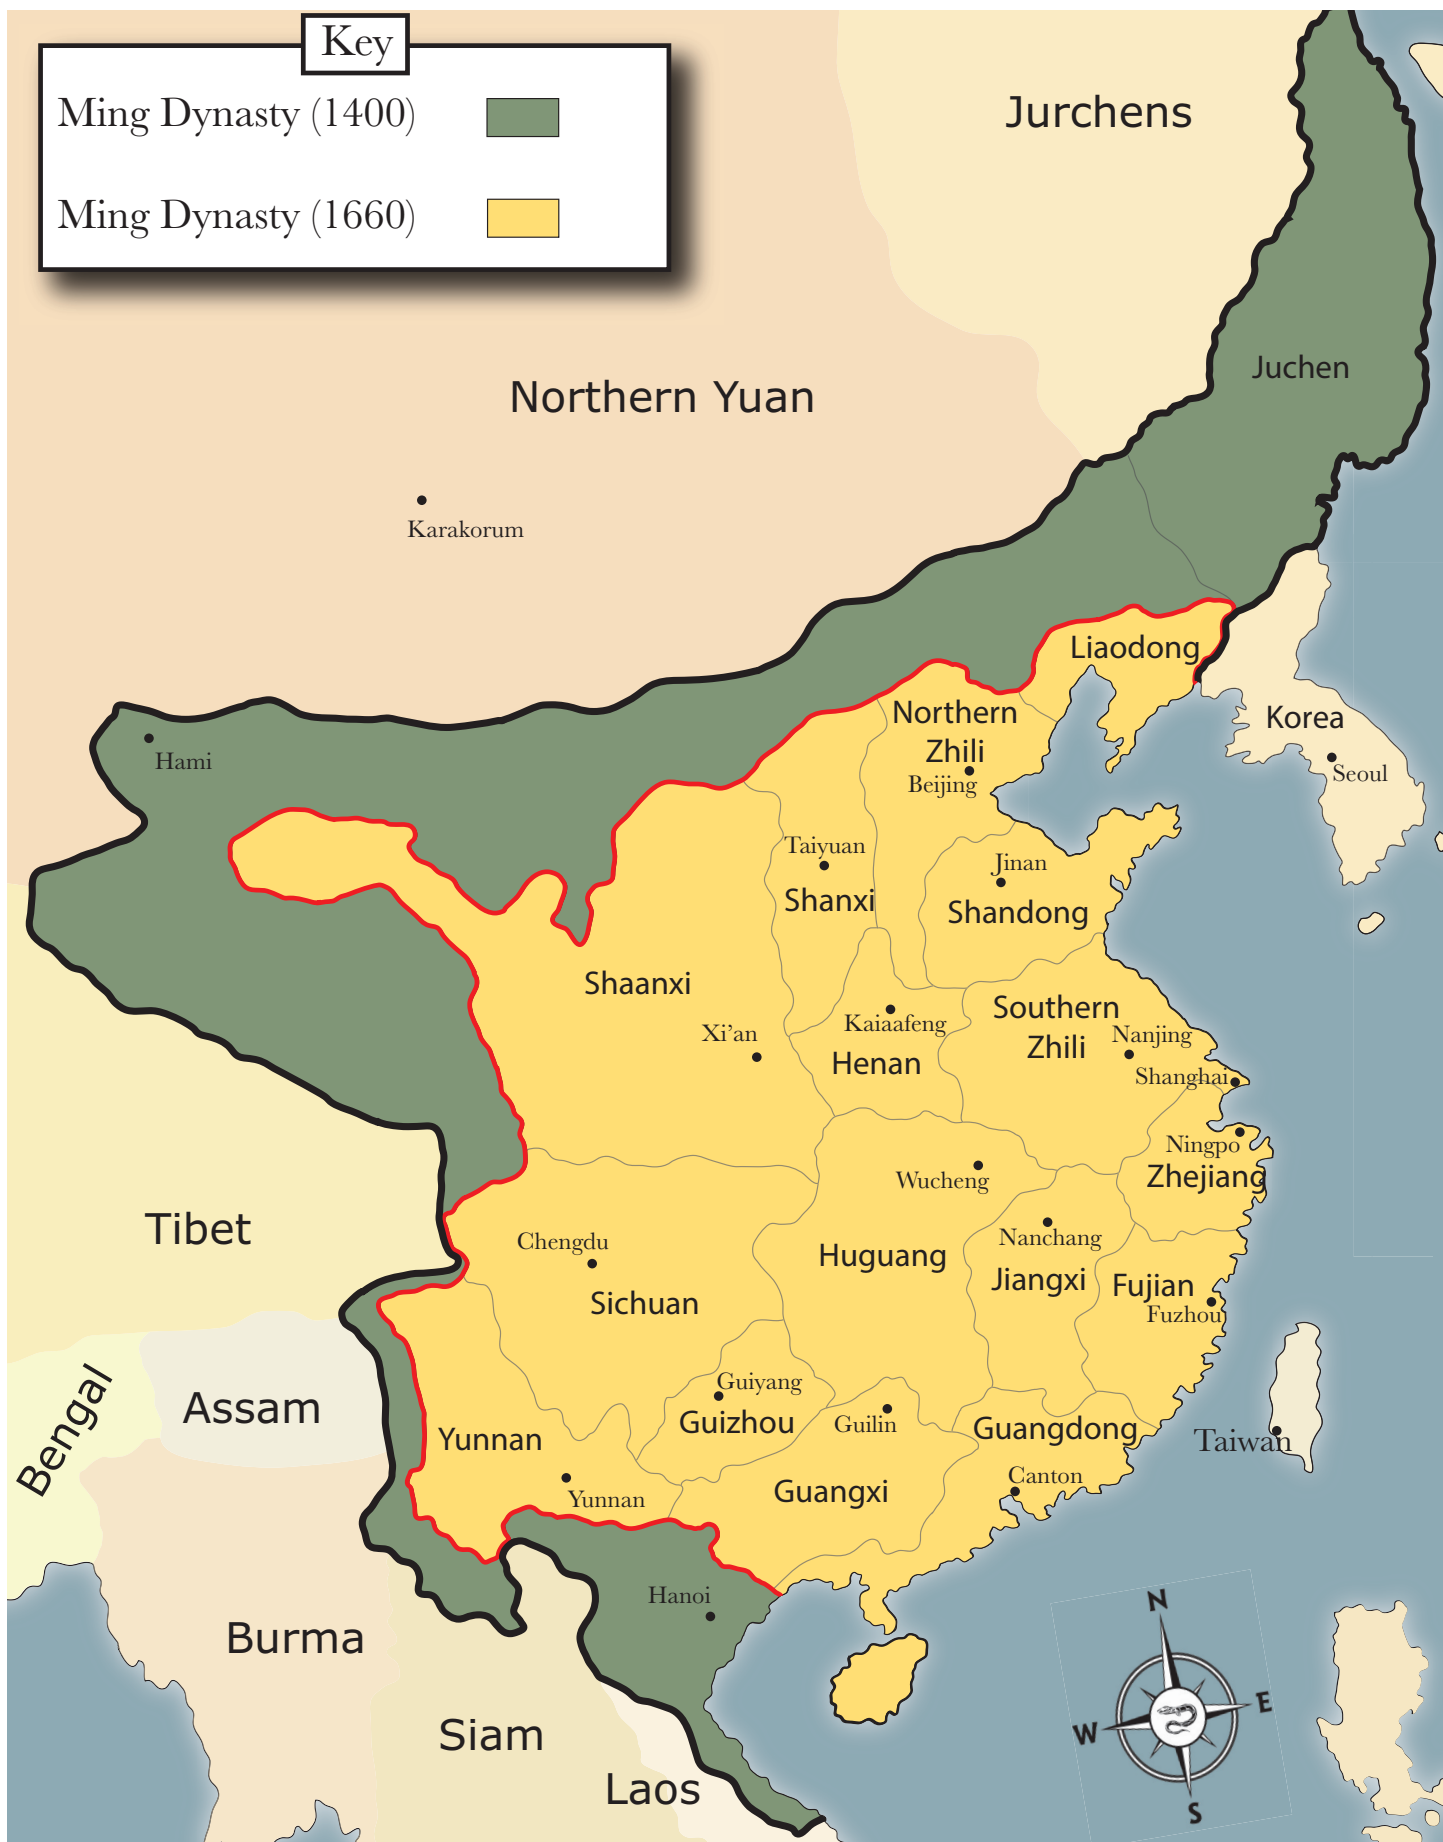 Key
Ming Dynasty (1400)
Ming Dynasty (1660)
Jurchens
Juchen
Northern Yuan
Karakorum
Liaodong
Northern
Zhili
Beijing
Korea
Seoul
Hami
Taiyuan
Shanxi
Jinan
Shandong
Shaanxi
Xi'an
Kaiaafeng
Henan
Southern
Zhili
Nanjing
Shanghai
Ningpo
Zhejiang
Wucheng
Tibet
Chengdu
Sichuan
Huguang
Nanchang
Jiangxi
Fujian
Fuzhou
Bengal
Assam
Guiyang
Guizhou
Guilin
Guangdong
Taiwan
Yunnan
Yunnan
Guangxi
Canton
Hanoi
Burma
Siam
Laos
N
E
W
S